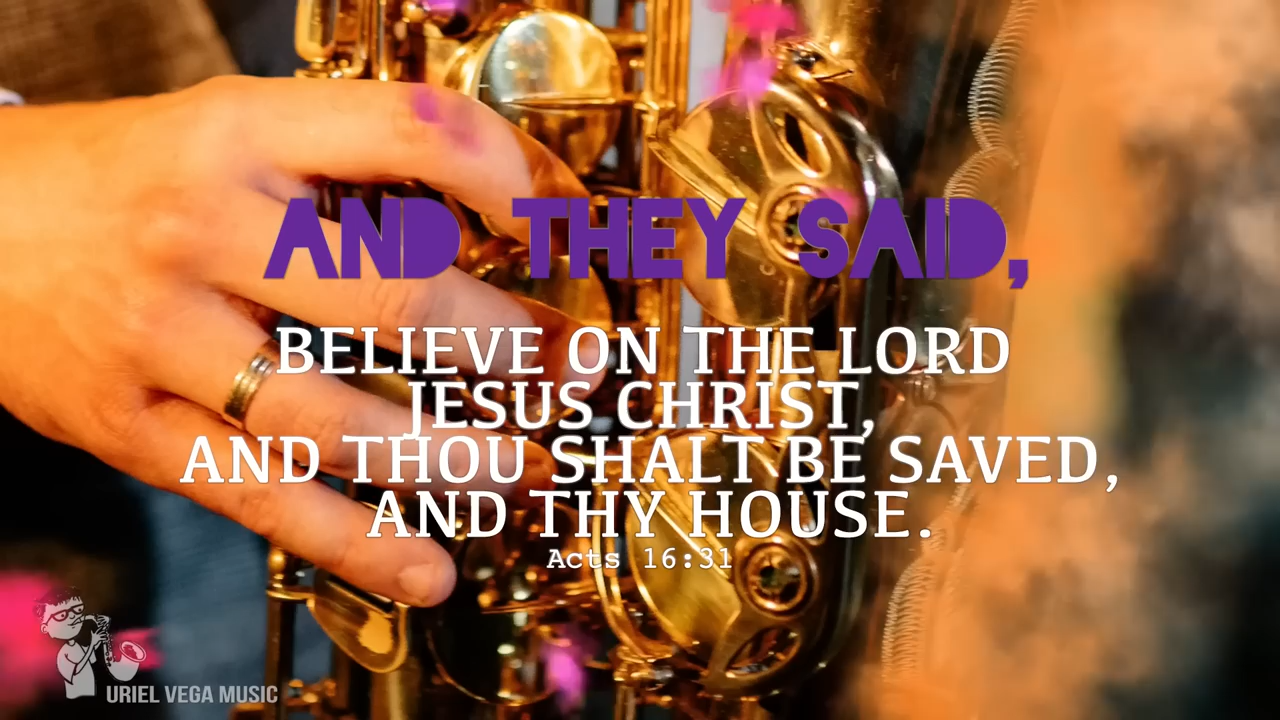 AND THEY SAID,
BELIEVE ON THE LORD
JESUS CHRIST,
AND THOU SHALT BE SAVED,
AND THY HOUSE.
Acts 16:31
URIEL VEGA MUSIC